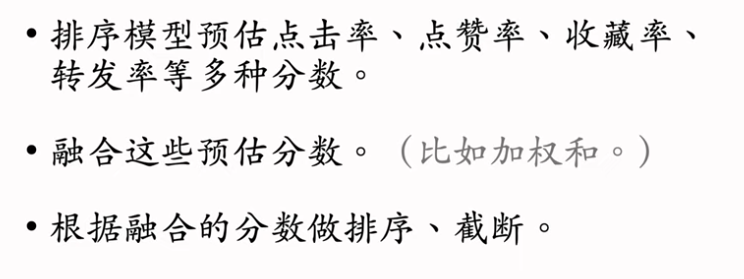 • 排序模型预估点击率、点赞率、收藏率、
转发率等多种分数。
• 融合这些预估分数。（比如加权和。）
• 根据融合的分数做排序、截断。